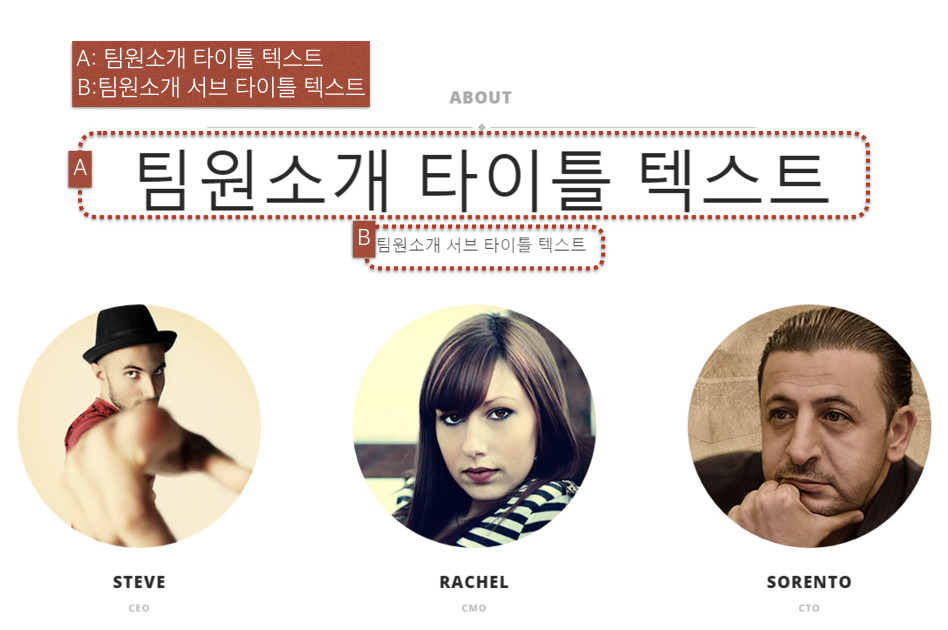 A: 팀원소개 타이틀 텍스트
B:팀원소개 서브 타이틀 텍스트
ABOUT
A
팀원소개 타이틀 텍스트
B
팀원소개 서브 타이틀 텍스트
STEVE
RACHEL
SORENTO
CEO
CMO
CTO